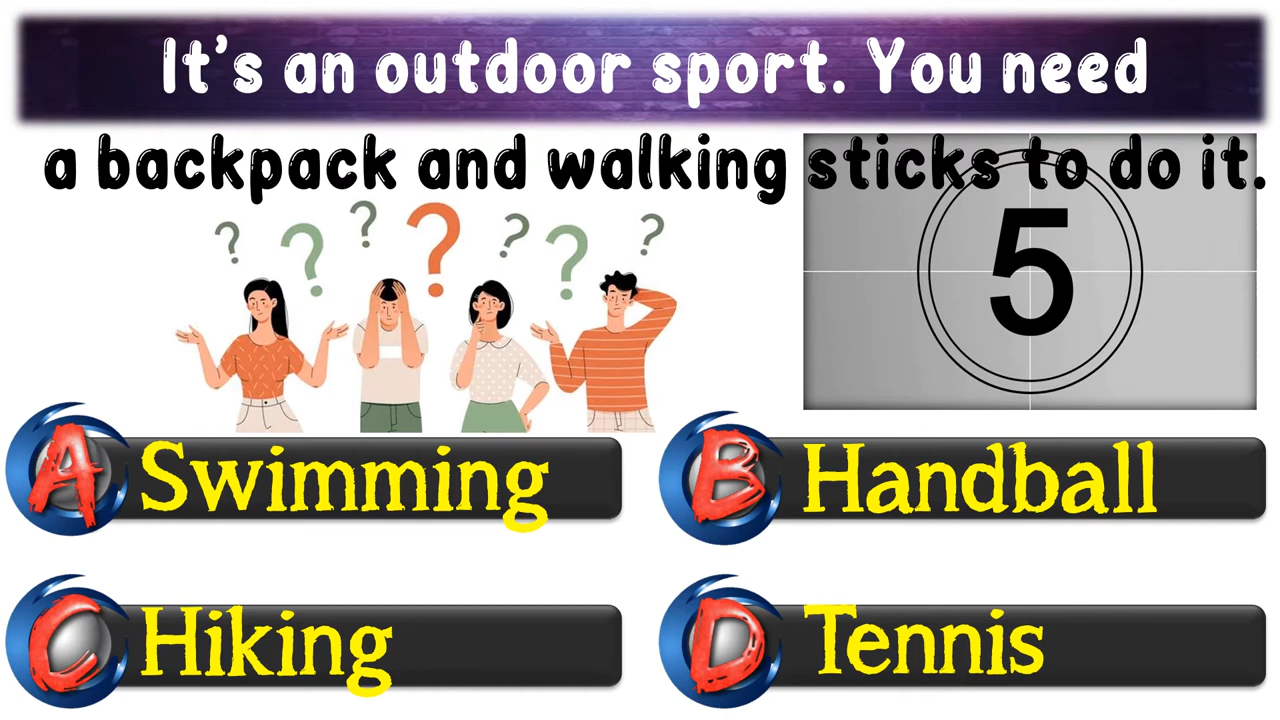 It's an outdoor sport. You need
a backpack and walking sticks to do it.
? ? ? ? ? ? ?
5
A Swimming
B Handball
C Hiking
D Tennis